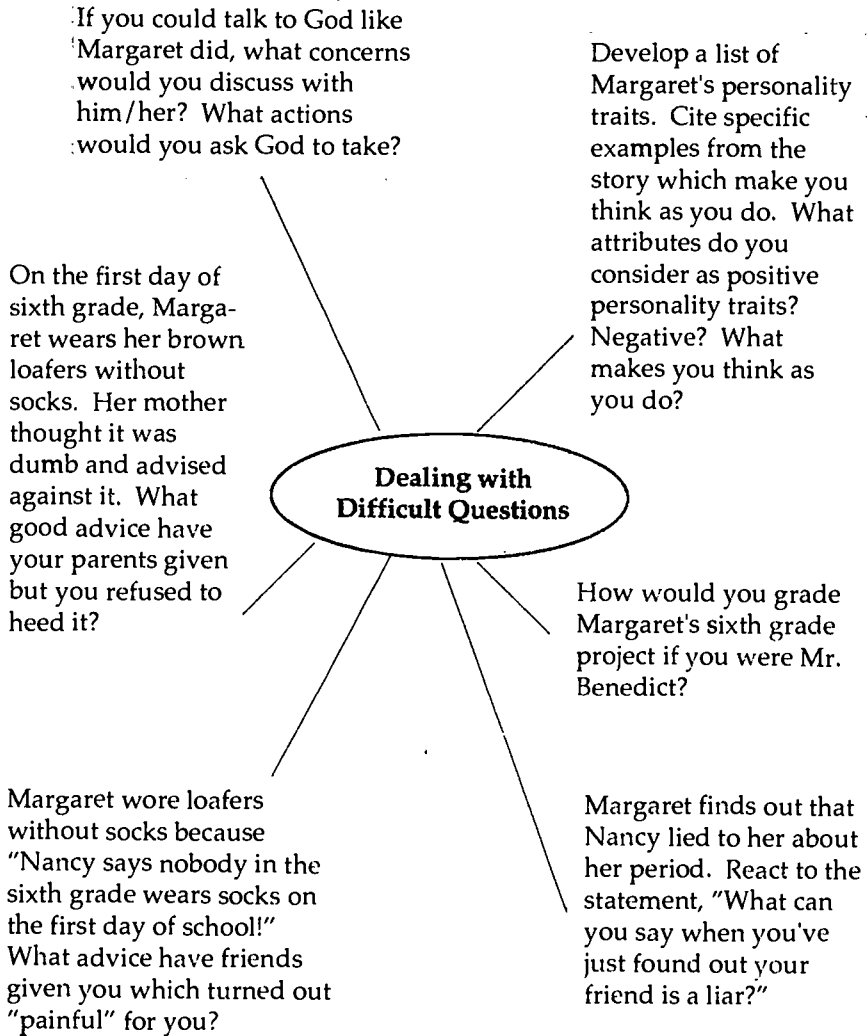 If you could talk to God like
Margaret did, what concerns
would you discuss with
him/her? What actions
would you ask God to take?
Develop a list of
Margaret's personality
traits. Cite specific
examples from the
story which make you
think as you do. What
attributes do you
consider as positive
personality traits?
Negative? What
makes you think as
you do?
On the first day of
sixth grade, Marga-
ret wears her brown
loafers without
socks. Her mother
thought it was
dumb and advised
against it. What
good advice have
your parents given
but you refused to
heed it?
Dealing with
Difficult Questions
How would you grade
Margaret's sixth grade
project if you were Mr.
Benedict?
Margaret wore loafers
without socks because
"Nancy says nobody in the
sixth grade wears socks on
the first day of school!"
What advice have friends
given you which turned out
"painful" for you?
Margaret finds out that
Nancy lied to her about
her period. React to the
statement, "What can
you say when you've
just found out your
friend is a liar?"